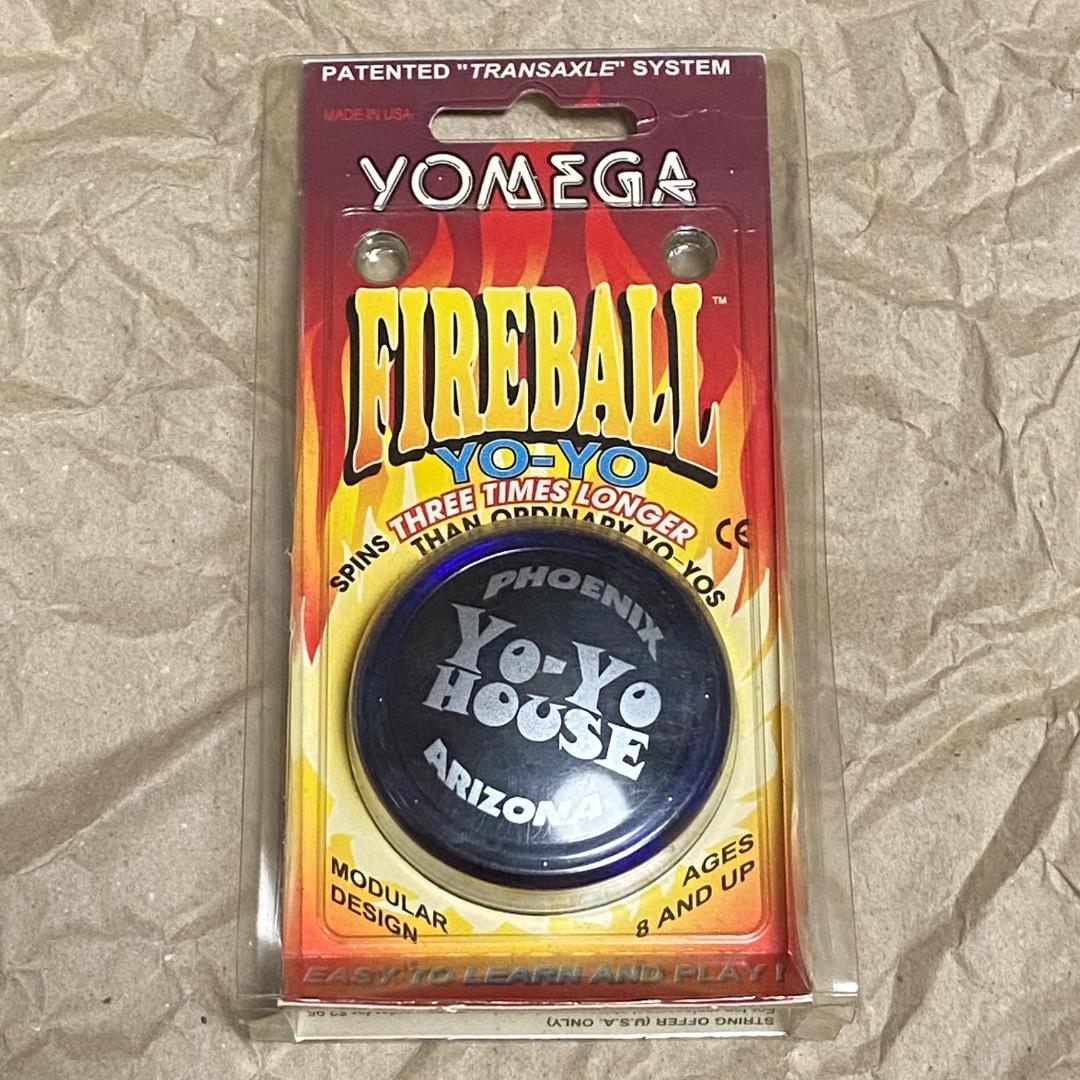 PATENTED "TRANSAXLE" SYSTEM
MADE IN USA
YOMEGA
FIREBALL™
YO-YO
SPINS THREE TIMES LONGER
THAN ORDINARY YO-YOS
CE
PHOENIX
YO-YO
HOUSE
ARIZONA
MODULAR
DESIGN
AGES
8 AND UP
EASY TO LEARN AND PLAY!
STRING OFFER (U.S.A. ONLY)